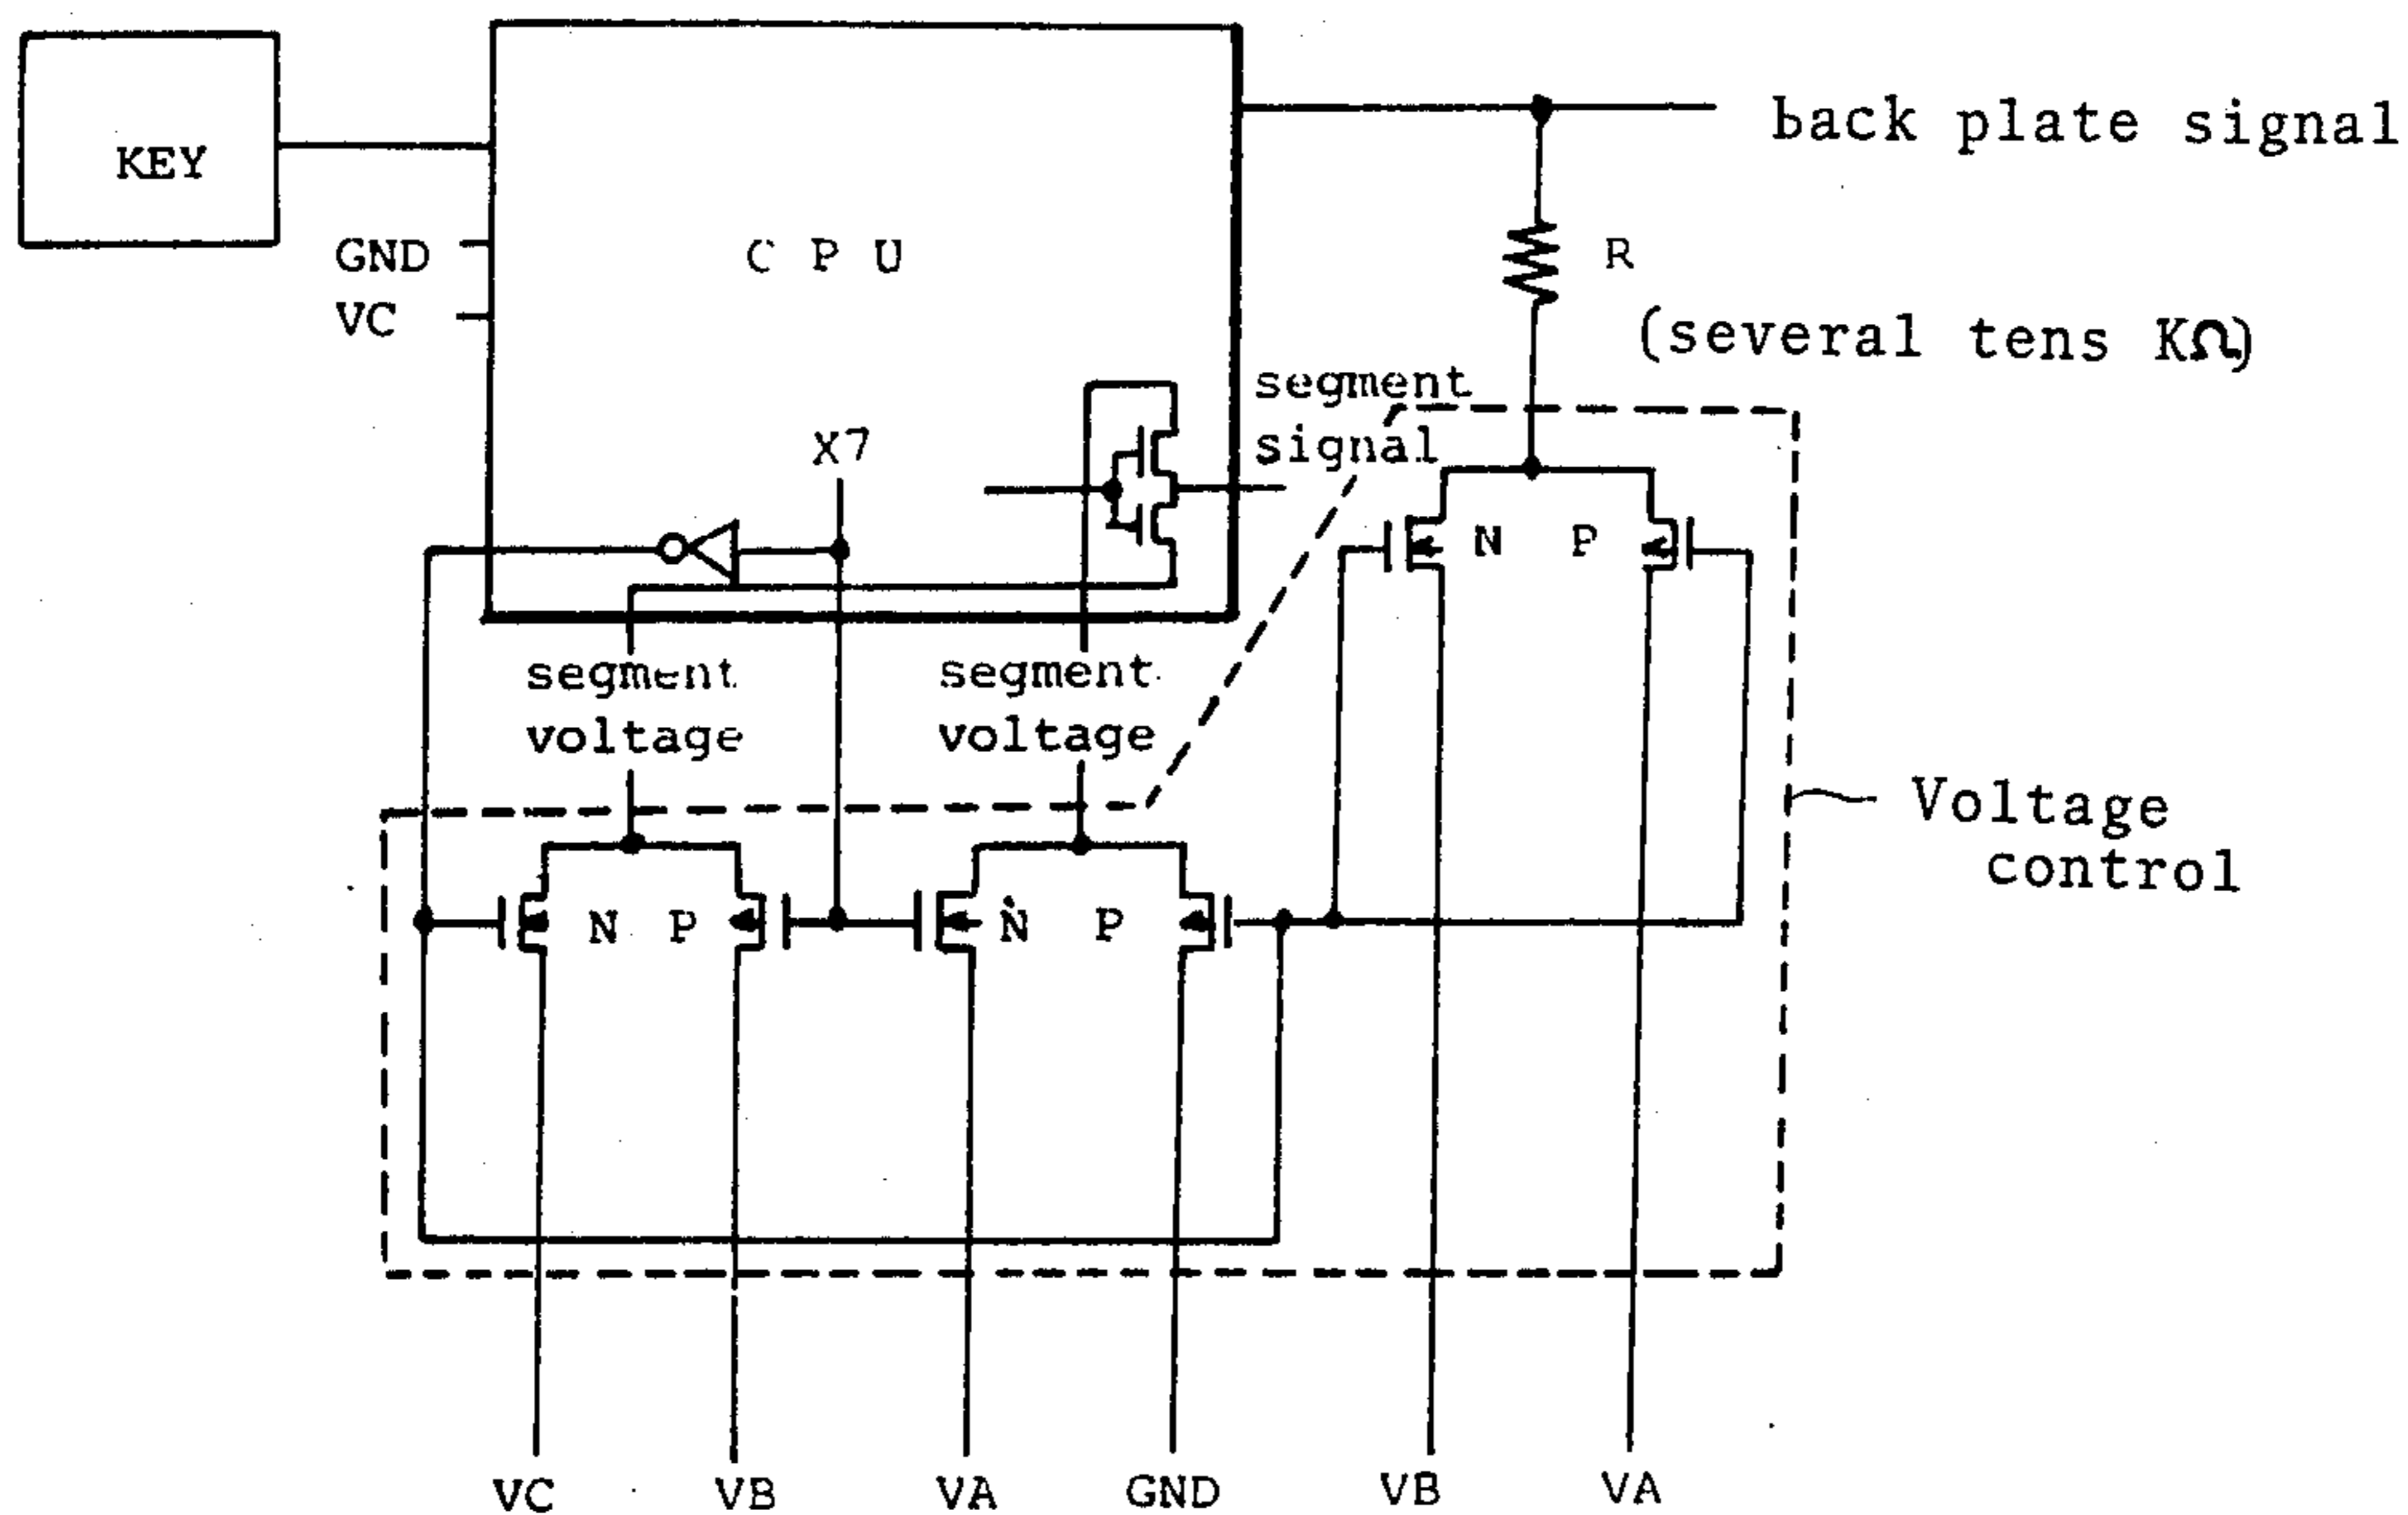 KEY
GND
VC
C P U
X7
back plate signal
R
(several tens KΩ)
segment
signal
N P
segment
voltage
segment
voltage
Voltage
control
N P
N P
VC
VB
VA
GND
VB
VA